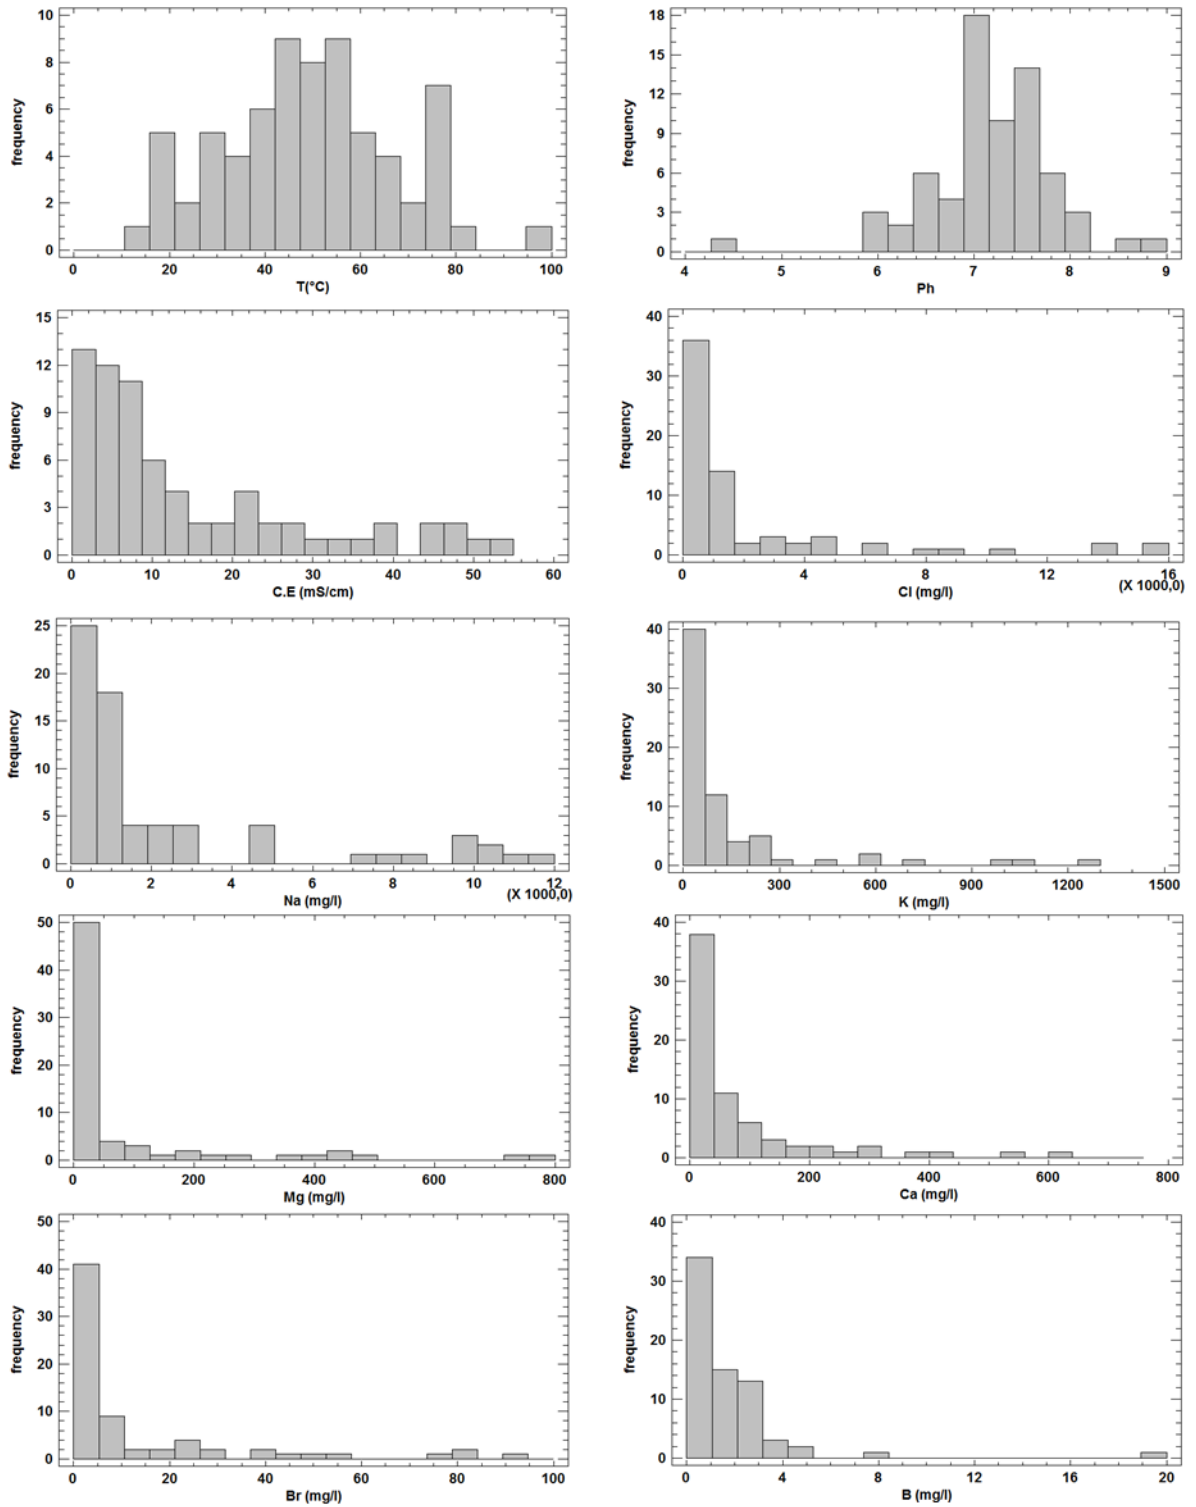 10
8
6
4
2
0
frequency
0 20 40 60 80 100
T(°C)
18
15
12
9
6
3
0
frequency
4 5 6 7 8 9
Ph
15
12
9
6
3
0
frequency
0 10 20 30 40 50 60
C.E (mS/cm)
40
30
20
10
0
frequency
0 4 8 12 16
(X 1000,0)
Cl (mg/l)
25
20
15
10
5
0
frequency
0 2 4 6 8 10 12
(X 1000,0)
Na (mg/l)
40
30
20
10
0
frequency
0 300 600 900 1200 1500
K (mg/l)
50
40
30
20
10
0
frequency
0 200 400 600 800
Mg (mg/l)
40
30
20
10
0
frequency
0 200 400 600 800
Ca (mg/l)
50
40
30
20
10
0
frequency
0 20 40 60 80 100
Br (mg/l)
40
30
20
10
0
frequency
0 4 8 12 16 20
B (mg/l)